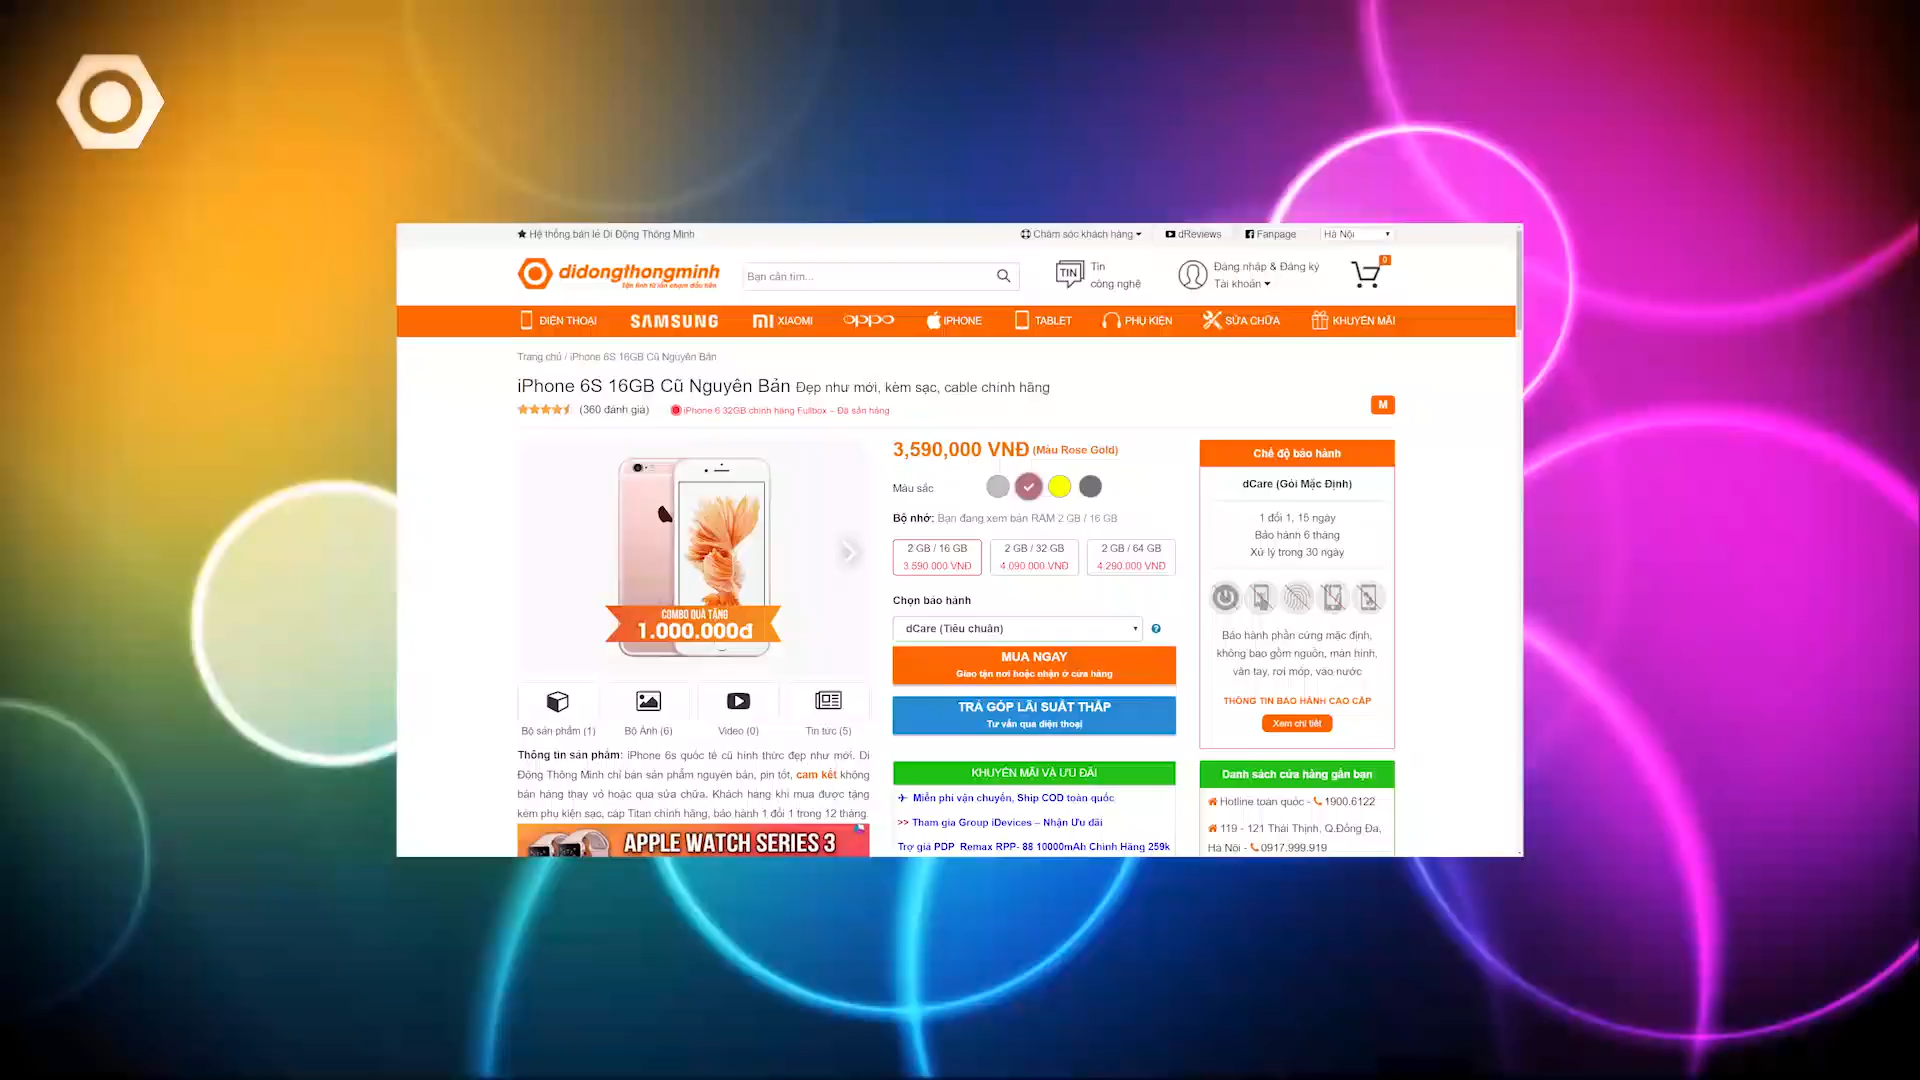 ★ Hệ thống bán lẻ Di Động Thông Minh
Chăm sóc khách hàng
dReviews
Fanpage
Hà Nội
didongthongminh
Tận tình từ lần chạm đầu tiên
Bạn cần tìm...
TIN
Tin
công nghệ
Đăng nhập & Đăng ký
Tài khoản
0
ĐIỆN THOẠI
SAMSUNG
XIAOMI
oppo
IPHONE
TABLET
PHỤ KIỆN
SỬA CHỮA
KHUYẾN MÃI
Trang chủ / iPhone 6S 16GB Cũ Nguyên Bản
iPhone 6S 16GB Cũ Nguyên Bản Đẹp như mới, kèm sạc, cable chính hãng
(360 đánh giá)
iPhone 6 32GB chính hãng Fullbox – Đã sẵn hàng
M
COMBO QUÀ TẶNG
1.000.000đ
Bộ sản phẩm (1)
Bộ Ảnh (6)
Video (0)
Tin tức (5)
Thông tin sản phẩm: iPhone 6s quốc tế cũ hình thức đẹp như mới. Di
Động Thông Minh chỉ bán sản phẩm nguyên bản, pin tốt, cam kết không
bán hàng thay vỏ hoặc qua sửa chữa. Khách hàng khi mua được tặng
kèm phụ kiện sạc, cáp Titan chính hãng, bảo hành 1 đổi 1 trong 12 tháng.
APPLE WATCH SERIES 3
3,590,000 VNĐ (Màu Rose Gold)
Màu sắc
Bộ nhớ: Bạn đang xem bản RAM 2 GB / 16 GB
2 GB / 16 GB
3.590.000 VNĐ
2 GB / 32 GB
4.090.000 VNĐ
2 GB / 64 GB
4.290.000 VNĐ
Chọn bảo hành
dCare (Tiêu chuẩn)
MUA NGAY
Giao tận nơi hoặc nhận ở cửa hàng
TRẢ GÓP LÃI SUẤT THẤP
Tư vấn qua điện thoại
KHUYẾN MÃI VÀ ƯU ĐÃI
Miễn phí vận chuyển, Ship COD toàn quốc
>> Tham gia Group iDevices – Nhận Ưu đãi
Trợ giá PDP Remax RPP- 88 10000mAh Chính Hãng 259k
Chế độ bảo hành
dCare (Gói Mặc Định)
1 đổi 1, 15 ngày
Bảo hành 6 tháng
Xử lý trong 30 ngày
Bảo hành phần cứng mặc định,
không bao gồm nguồn, màn hình,
vân tay, rơi móp, vào nước
THÔNG TIN BẢO HÀNH CAO CẤP
Xem chi tiết
Danh sách cửa hàng gần bạn
Hotline toàn quốc - 1900.6122
119 - 121 Thái Thịnh, Q.Đống Đa,
Hà Nội - 0917.999.919